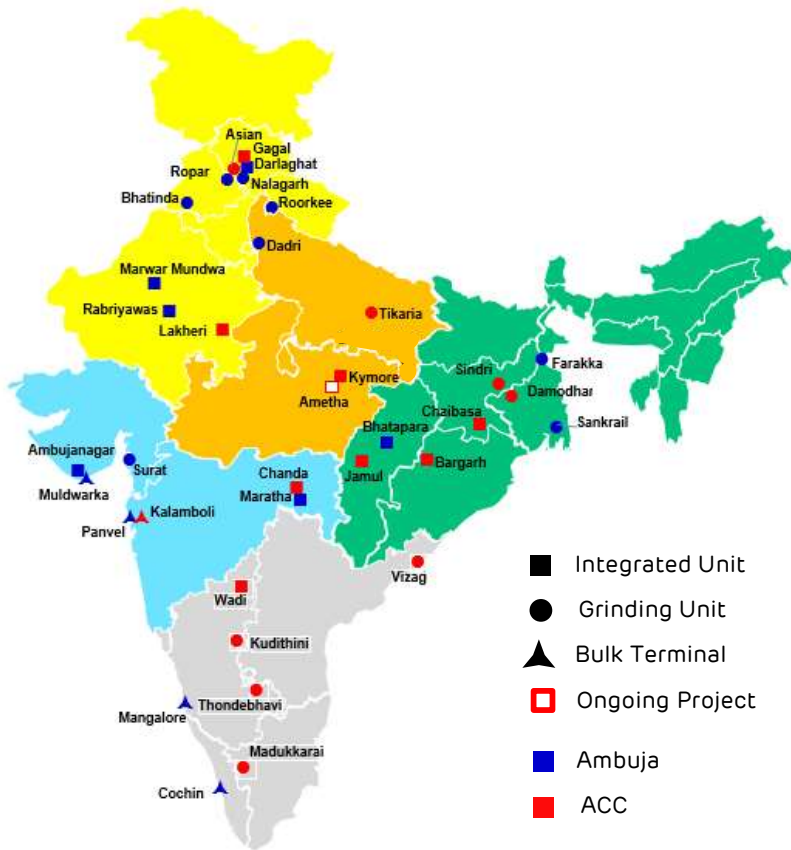 Asian
Gagal
Ropar
Darlaghat
Nalagarh
Bhatinda
Roorkee
Dadri
Marwar Mundwa
Rabriyawas
Lakheri
Tikaria
Kymore
Ametha
Sindri
Farakka
Damodhar
Chaibasa
Sankrail
Bhatapara
Jamul
Bargarh
Ambujanagar
Surat
Muldwarka
Chanda
Maratha
Kalamboli
Panvel
Vizag
Wadi
Kudithini
Thondebhavi
Mangalore
Madukkarai
Cochin
Integrated Unit
Grinding Unit
Bulk Terminal
Ongoing Project
Ambuja
ACC